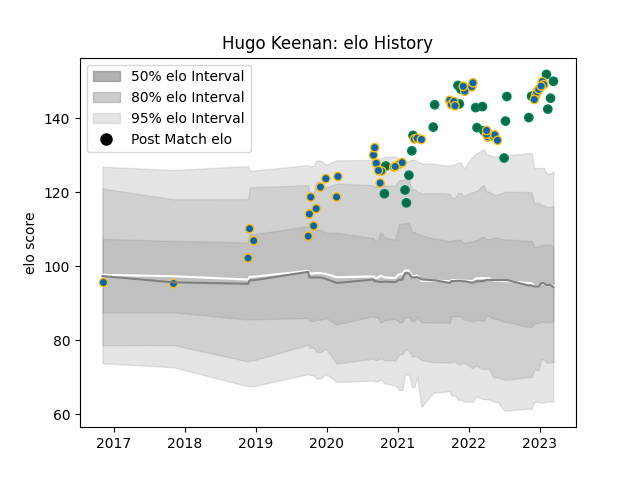 Hugo Keenan: elo History
50% elo Interval
80% elo Interval
95% elo Interval
Post Match elo
elo score
140
120
100
80
60
2017 2018 2019 2020 2021 2022 2023